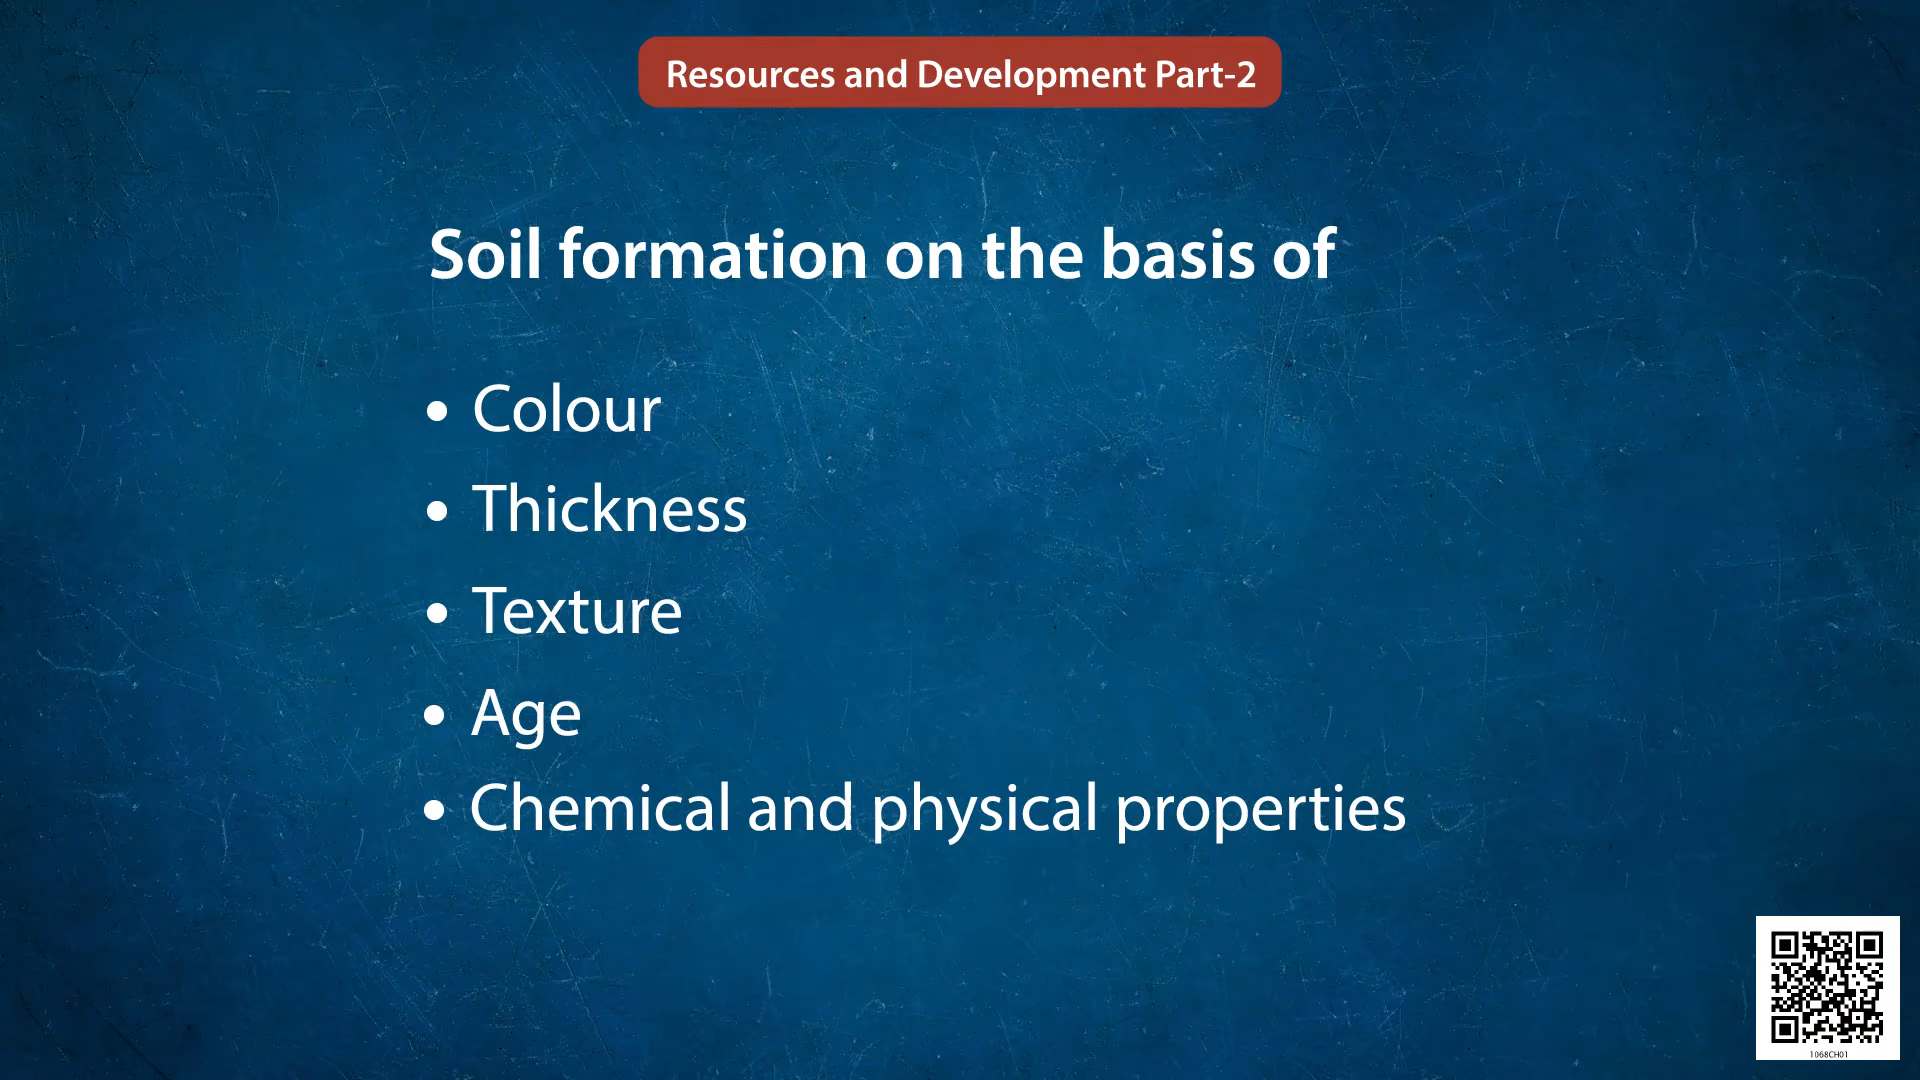 Resources and Development Part-2
Soil formation on the basis of
• Colour
• Thickness
• Texture
• Age
• Chemical and physical properties
1068CH01